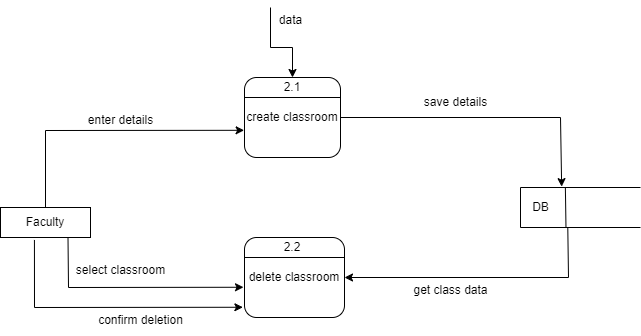 data
2.1
create classroom
save details
enter details
DB
Faculty
2.2
delete classroom
select classroom
get class data
confirm deletion